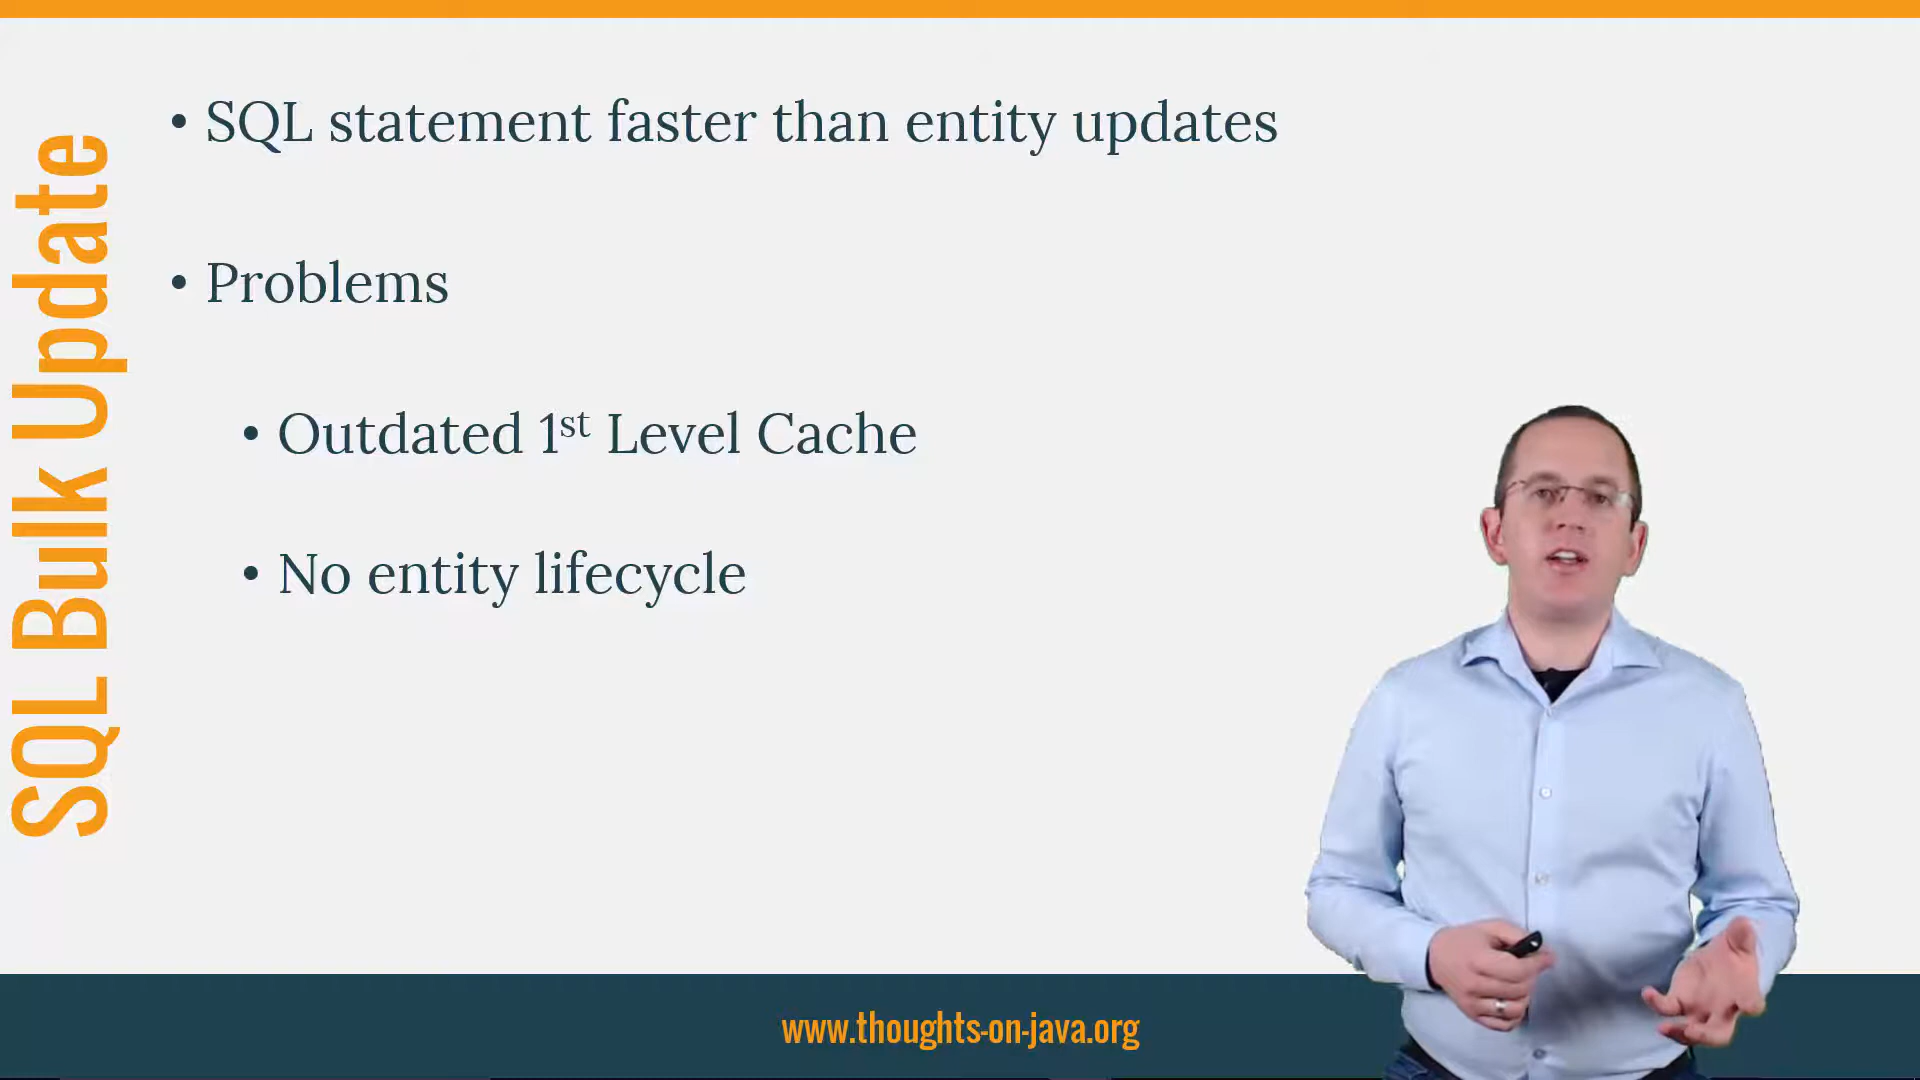 SQL Bulk Update
• SQL statement faster than entity updates
• Problems
• Outdated 1st Level Cache
• No entity lifecycle
www.thoughts-on-java.org